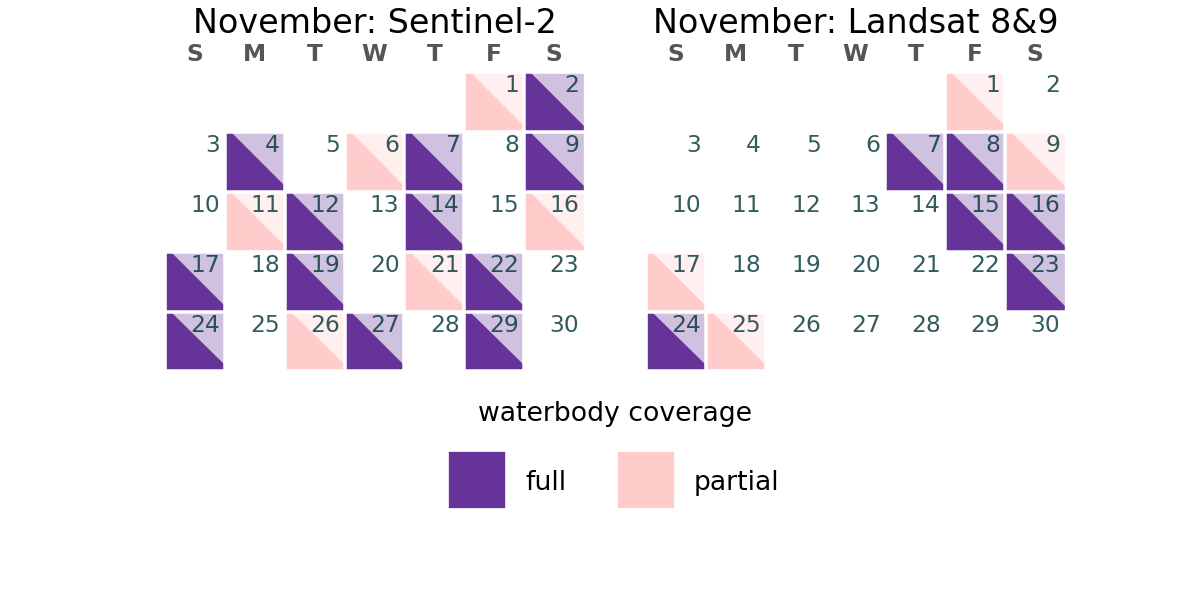 November: Sentinel-2
S M T W T F S
1 2
3 4 5 6 7 8 9
10 11 12 13 14 15 16
17 18 19 20 21 22 23
24 25 26 27 28 29 30
November: Landsat 8&9
S M T W T F S
1 2
3 4 5 6 7 8 9
10 11 12 13 14 15 16
17 18 19 20 21 22 23
24 25 26 27 28 29 30
waterbody coverage
full
partial